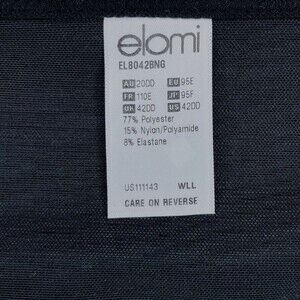 elomi
EL8042BNG
AU 20DD EU 95E
FR 110E JP 95F
UK 42DD US 42DD
77% Polyester
15% Nylon/Polyamide
8% Elastane
US111143 WLL
CARE ON REVERSE